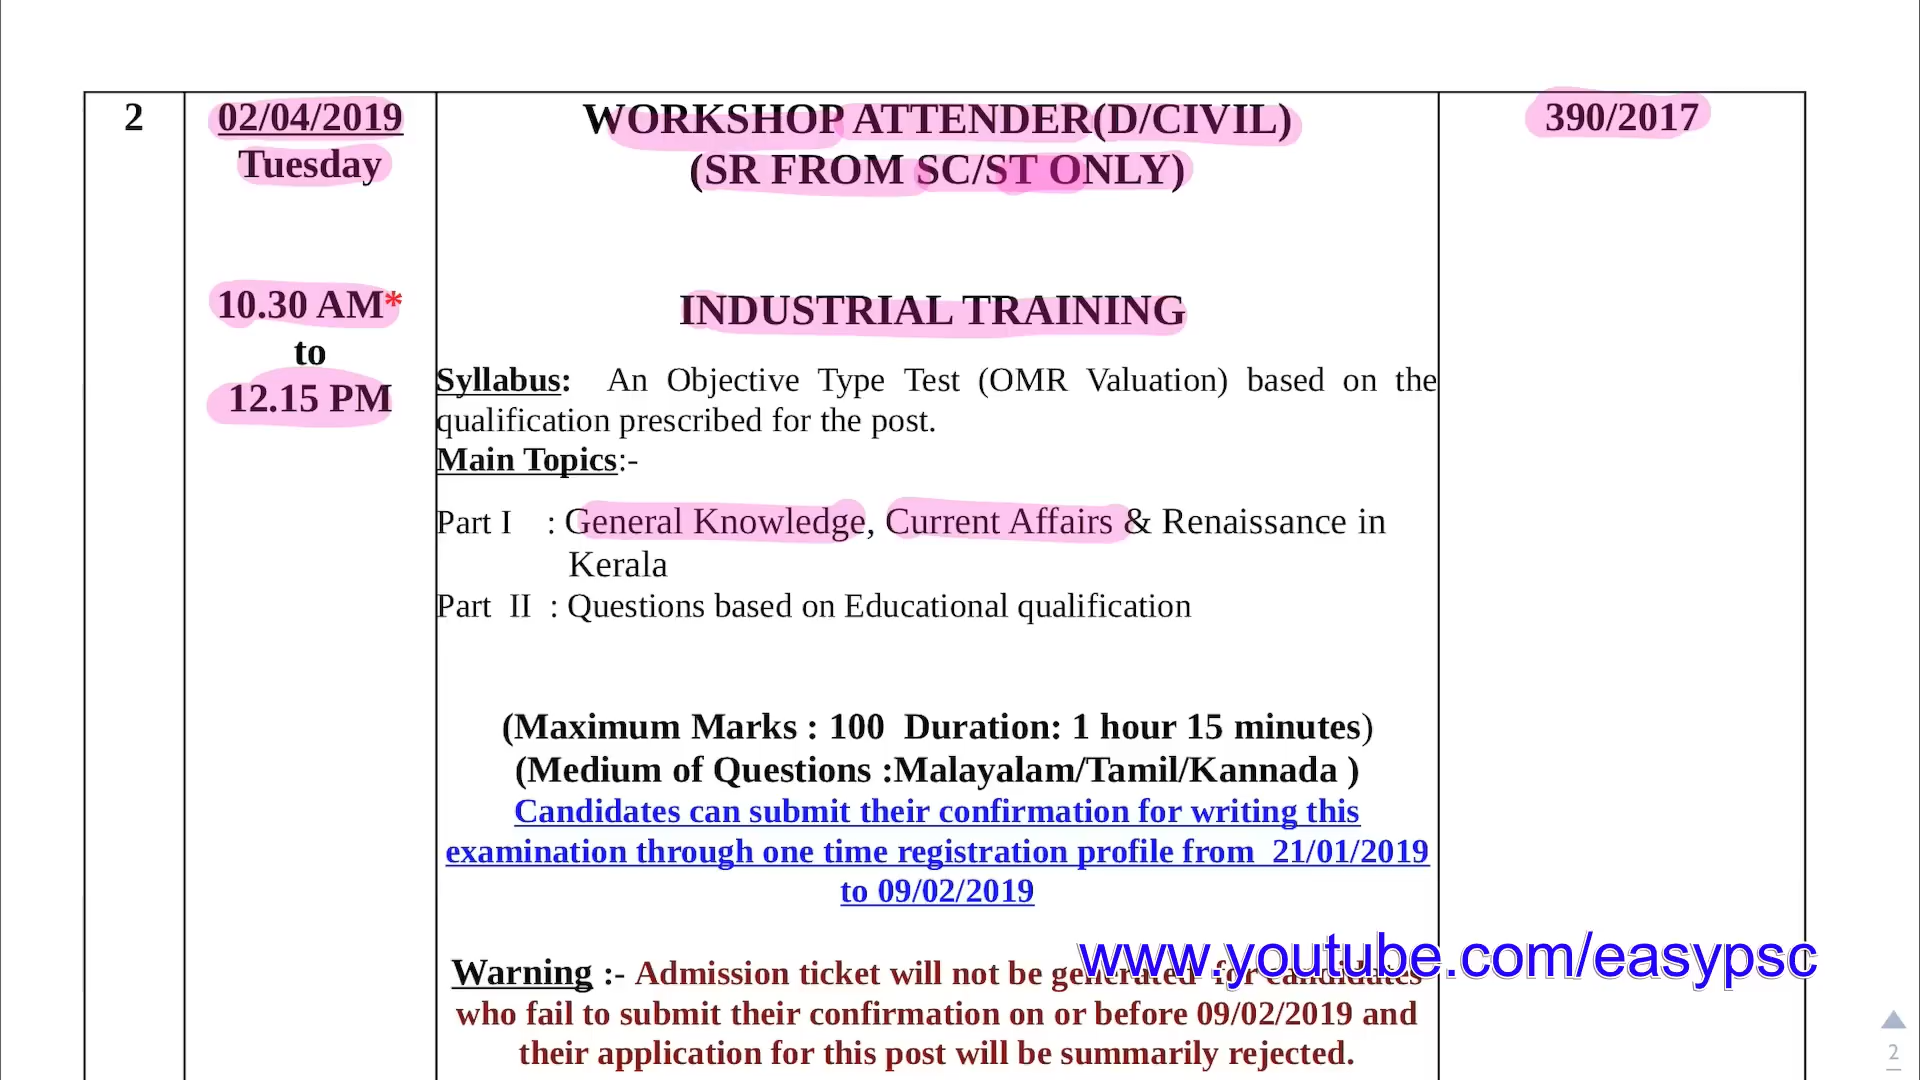 2
02/04/2019
Tuesday
10.30 AM*
to
12.15 PM
WORKSHOP ATTENDER(D/CIVIL)
(SR FROM SC/ST ONLY)
INDUSTRIAL TRAINING
Syllabus: An Objective Type Test (OMR Valuation) based on the
qualification prescribed for the post.
Main Topics:-
Part I : General Knowledge, Current Affairs & Renaissance in
Kerala
Part II : Questions based on Educational qualification
(Maximum Marks : 100 Duration: 1 hour 15 minutes)
(Medium of Questions :Malayalam/Tamil/Kannada )
Candidates can submit their confirmation for writing this
examination through one time registration profile from 21/01/2019
to 09/02/2019
Warning :- Admission ticket will not be generated for candidates
who fail to submit their confirmation on or before 09/02/2019 and
their application for this post will be summarily rejected.
390/2017
www.youtube.com/easypsc
2